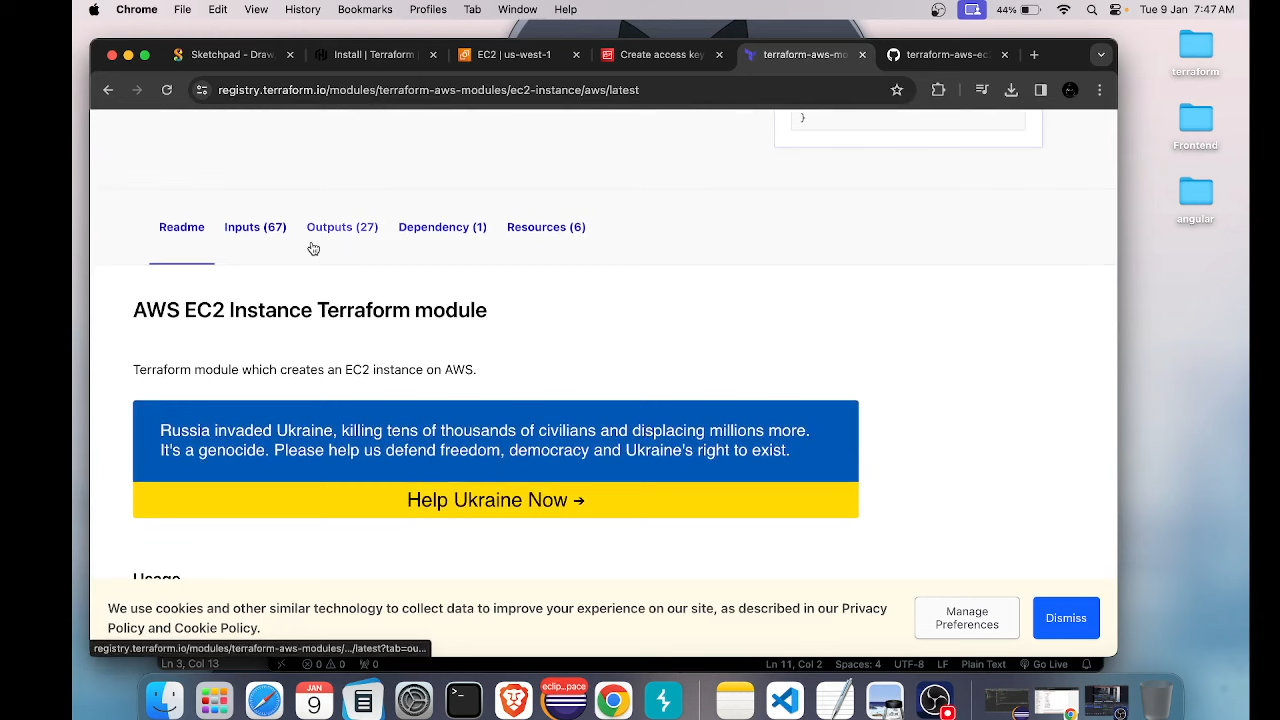 Chrome File Edit View History Bookmarks Profiles Tab Window Help 44% Tue 9 Jan 7:47 AM
Sketchpad - Draw Install | Terraform EC2 | us-west-1 Create access key terraform-aws-mo terraform-aws-ec
registry.terraform.io/modules/terraform-aws-modules/ec2-instance/aws/latest
terraform
Frontend
angular
}
Readme Inputs (67) Outputs (27) Dependency (1) Resources (6)
AWS EC2 Instance Terraform module
Terraform module which creates an EC2 instance on AWS.
Russia invaded Ukraine, killing tens of thousands of civilians and displacing millions more.
It's a genocide. Please help us defend freedom, democracy and Ukraine's right to exist.
Help Ukraine Now →
Usage
We use cookies and other similar technology to collect data to improve your experience on our site, as described in our Privacy
Policy and Cookie Policy.
Manage
Preferences
Dismiss
registry.terraform.io/modules/terraform-aws-modules/.../latest?tab=ou...
Ln 3, Col 13 0 0 0 Ln 11, Col 2 Spaces: 4 UTF-8 LF Plain Text Go Live
JAN
9